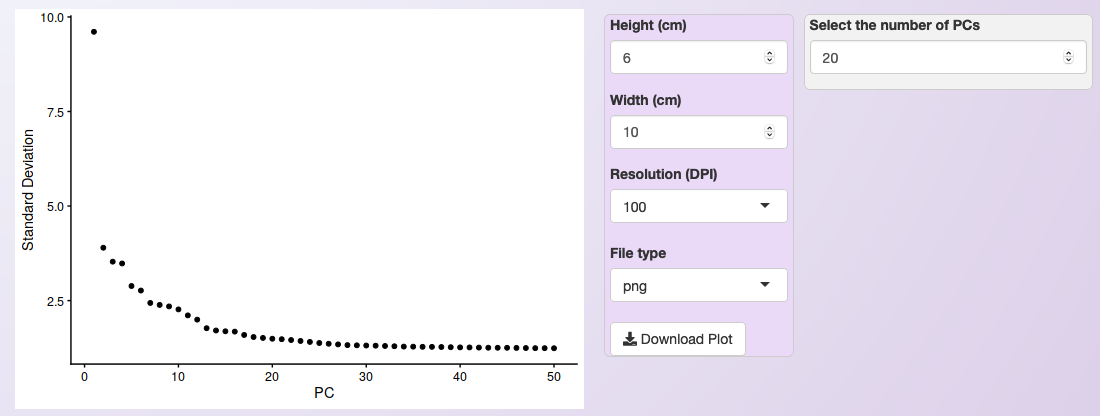 10.0
7.5
5.0
2.5
Standard Deviation
0
10
20
30
40
50
PC
Height (cm)
6
Width (cm)
10
Resolution (DPI)
100
File type
png
Download Plot
Select the number of PCs
20